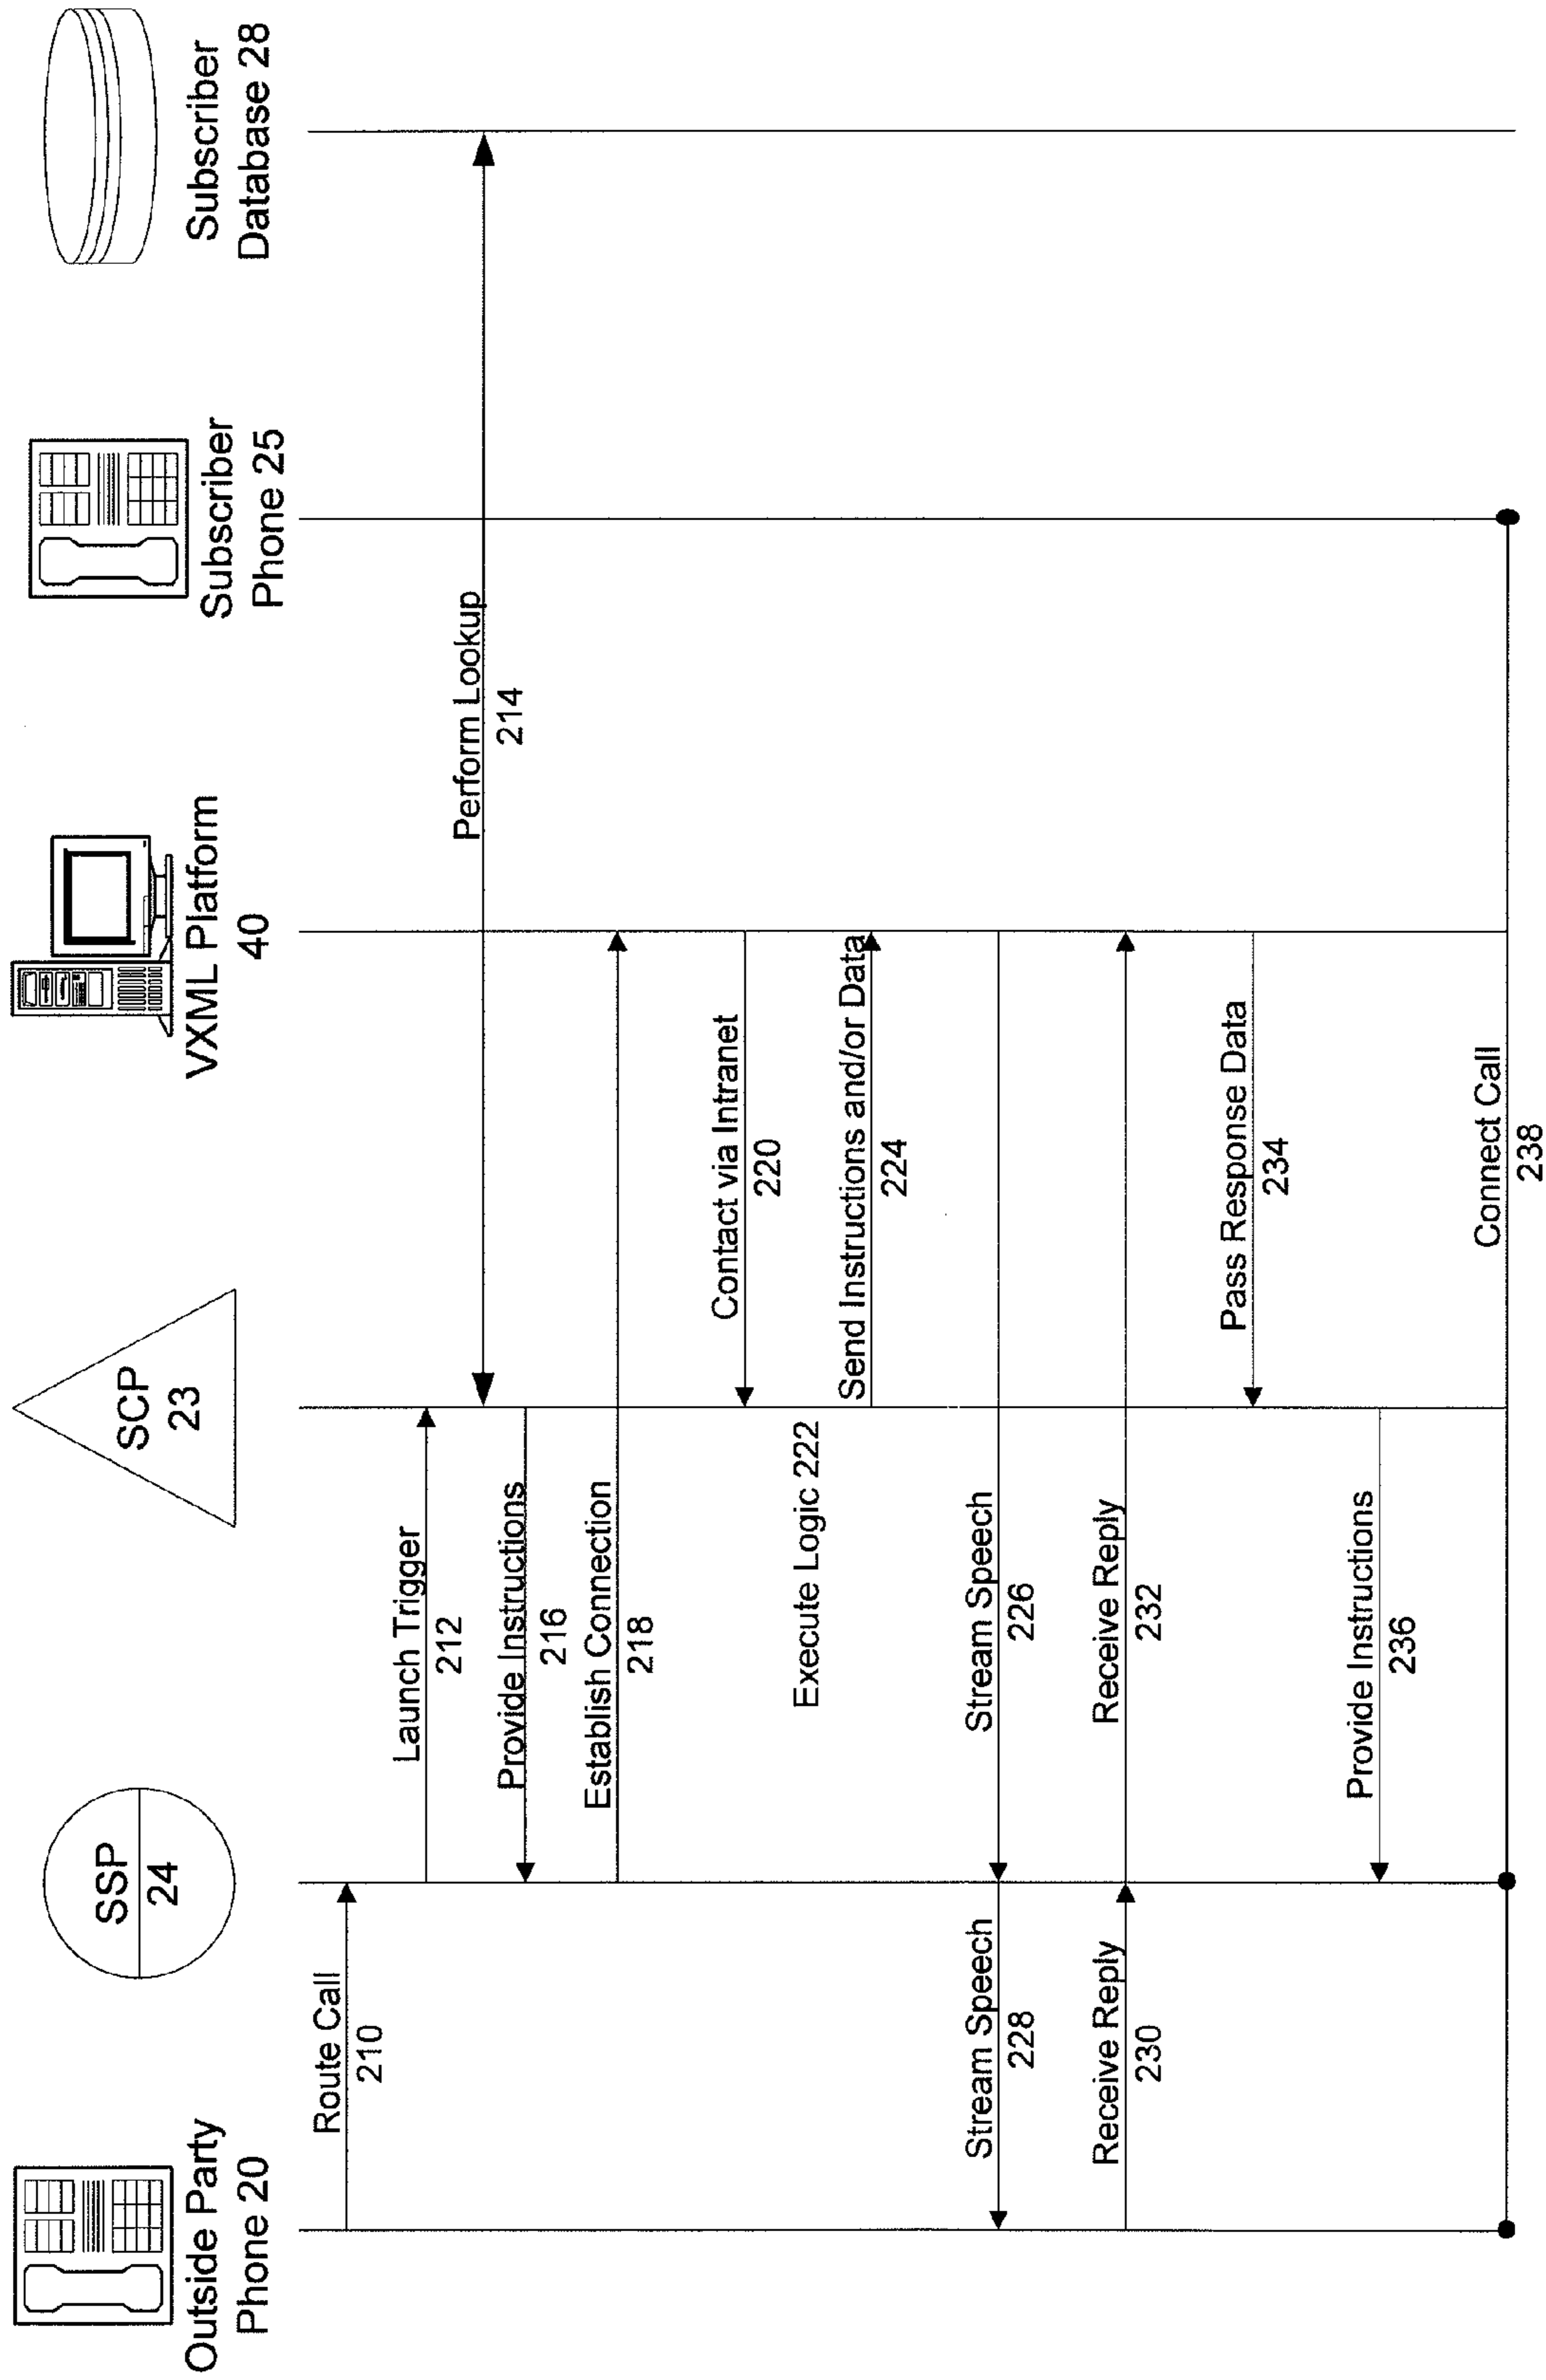 Outside Party
Phone 20
SSP
24
SCP
23
VXML Platform
40
Subscriber
Phone 25
Subscriber
Database 28
Route Call
210
Launch Trigger
212
Perform Lookup
214
Provide Instructions
216
Establish Connection
218
Contact via Intranet
220
Execute Logic 222
Send Instructions and/or Data
224
Stream Speech
228
Stream Speech
226
Receive Reply
230
Receive Reply
232
Pass Response Data
234
Provide Instructions
236
Connect Call
238